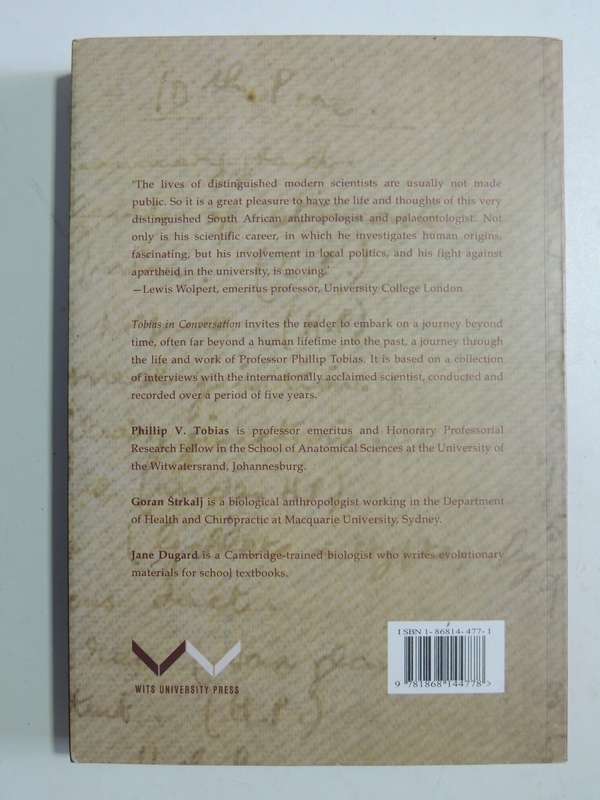 10th Pome.
'The lives of distinguished modern scientists are usually not made
public. So it is a great pleasure to have the life and thoughts of this very
distinguished South African anthropologist and palaeontologist. Not
only is his scientific career, in which he investigates human origins,
fascinating, but his involvement in local politics, and his fight against
apartheid in the university, is moving.'
—Lewis Wolpert, emeritus professor, University College London
Tobias in Conversation invites the reader to embark on a journey beyond
time, often far beyond a human lifetime into the past, a journey through
the life and work of Professor Phillip Tobias. It is based on a collection
of interviews with the internationally acclaimed scientist, conducted and
recorded over a period of five years.
Phillip V. Tobias is professor emeritus and Honorary Professorial
Research Fellow in the School of Anatomical Sciences at the University of
the Witwatersrand, Johannesburg.
Goran Štrkalj is a biological anthropologist working in the Department
of Health and Chiropractic at Macquarie University, Sydney.
Jane Dugard is a Cambridge-trained biologist who writes evolutionary
materials for school textbooks.
ISBN 1-86814-477-1
9 781868 144778 >
WITS UNIVERSITY PRESS